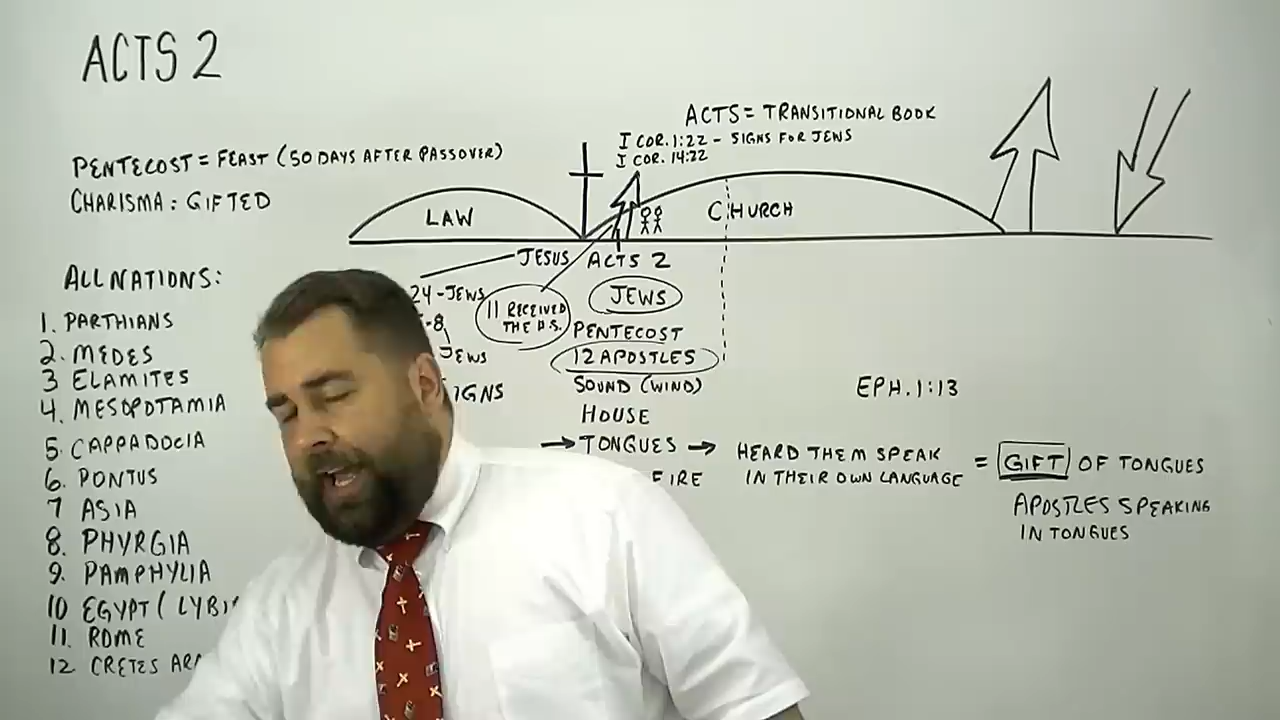 ACTS 2
ACTS = TRANSITIONAL BOOK
I COR. 1:22 - SIGNS FOR JEWS
I COR. 14:22
PENTECOST = FEAST (50 DAYS AFTER PASSOVER)
CHARISMA: GIFTED
LAW
CHURCH
JESUS
ACTS 2
24-JEWS
-8
JEWS
IGNS
11 RECEIVED
THE H.S.
JEWS
PENTECOST
12 APOSTLES
SOUND (WIND)
HOUSE
→ TONGUES →
FIRE
EPH. 1:13
HEARD THEM SPEAK
IN THEIR OWN LANGUAGE
= GIFT OF TONGUES
APOSTLES SPEAKING
IN TONGUES
ALL NATIONS:
1. PARTHIANS
2. MEDES
3 ELAMITES
4. MESOPOTAMIA
5. CAPPADOCIA
6. PONTUS
7 ASIA
8. PHYRGIA
9. PAMPHYLIA
10 EGYPT (LYBI
11. ROME
12 CRETES AR